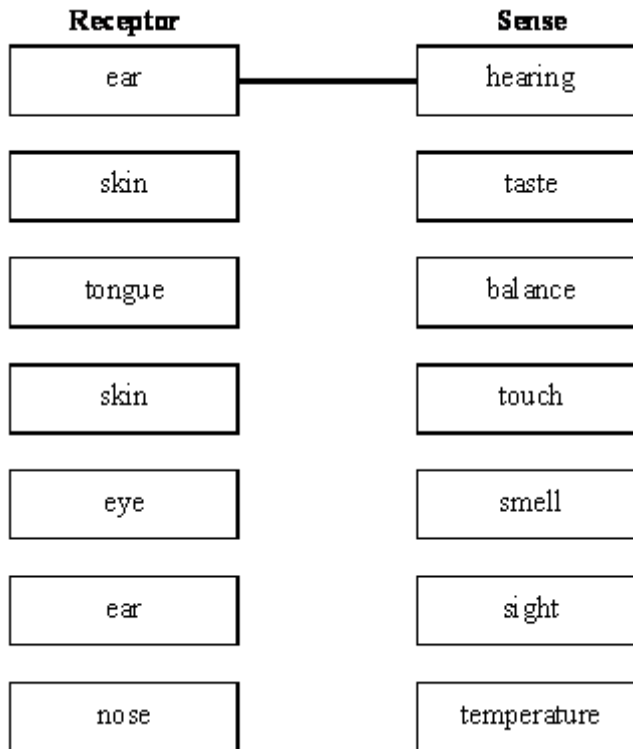 Receptor Sense
ear hearing
skin taste
tongue balance
skin touch
eye smell
ear sight
nose temperature